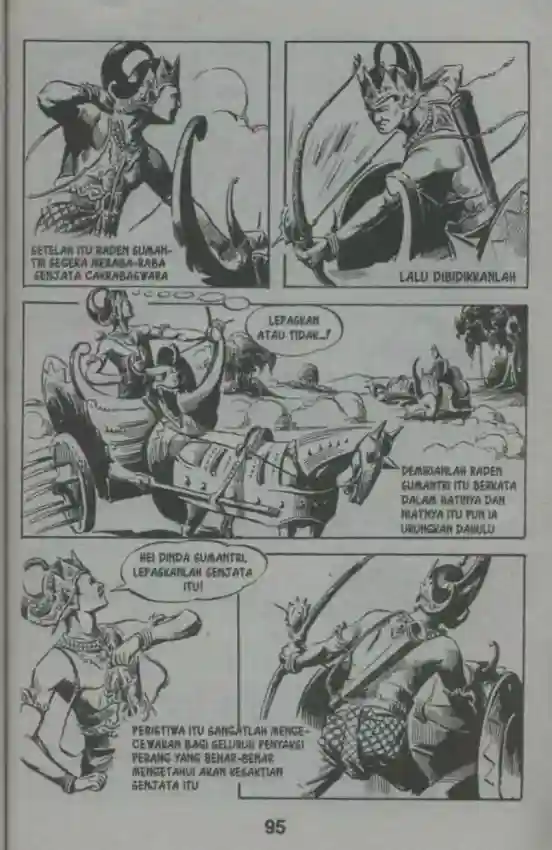 SETELAH ITU RADEN SUMAN-
TRI SEGERA MERABA-RABA
SENJATA CAKRABASWARA
LALU DIBIDIKKANLAH
LEPASKAN
ATAU TIDAK..?
DEMIKIANLAH RADEN
SUMANTRI ITU BERKATA
DALAM HATINYA DAN
NIATNYA ITU PUN IA
URUNGKAN DAHULU
HEI DINDA SUMANTRI,
LEPASKANLAH SENJATA
ITU!
PERISTIWA ITU SANGATLAH MENGE-
CEWAKAN BAGI SELURUH PENYAKSI
PERANG YANG BENAR-BENAR
MENGETAHUI AKAN KESAKTIAN
SENJATA ITU
95